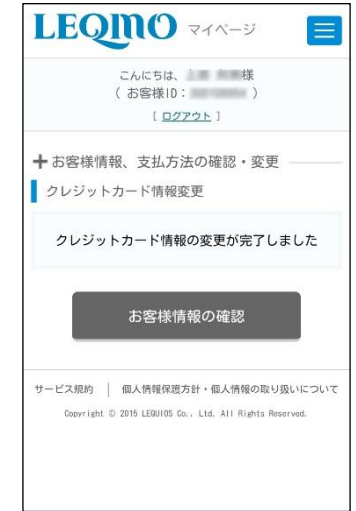 LEQMO マイページ
こんにちは、 様
( お客様ID: )
[ ログアウト ]
お客様情報、支払方法の確認・変更
クレジットカード情報変更
クレジットカード情報の変更が完了しました
お客様情報の確認
サービス規約 | 個人情報保護方針・個人情報の取り扱いについて
Copyright © 2015 LEQUIOS Co., Ltd. All Rights Reserved.